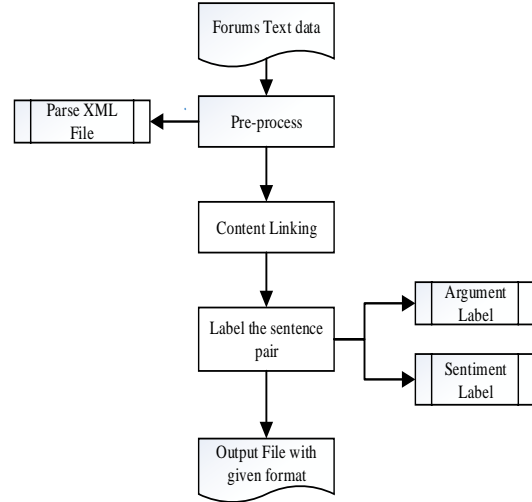 Forums Text data
Parse XML
File
Pre-process
Content Linking
Label the sentence
pair
Argument
Label
Sentiment
Label
Output File with
given format